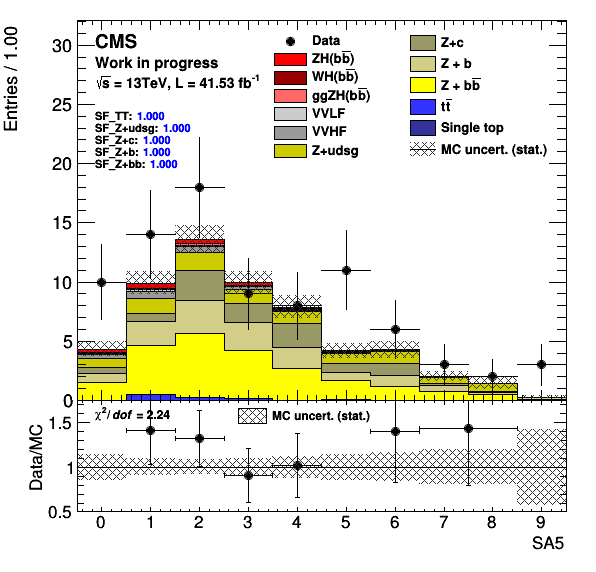 CMS
Work in progress
√s = 13TeV, L = 41.53 fb⁻¹
SF_TT: 1.000
SF_Z+udsg: 1.000
SF_Z+c: 1.000
SF_Z+b: 1.000
SF_Z+bb: 1.000
Data
ZH(bb̅)
WH(bb̅)
ggZH(bb̅)
VVLF
VVHF
Z+udsg
Z+c
Z + b
Z + bb̅
tt̅
Single top
MC uncert. (stat.)
Entries / 1.00
30
25
20
15
10
5
0
χ²/dof = 2.24
MC uncert. (stat.)
Data/MC
1.5
1
0.5
0 1 2 3 4 5 6 7 8 9
SA5